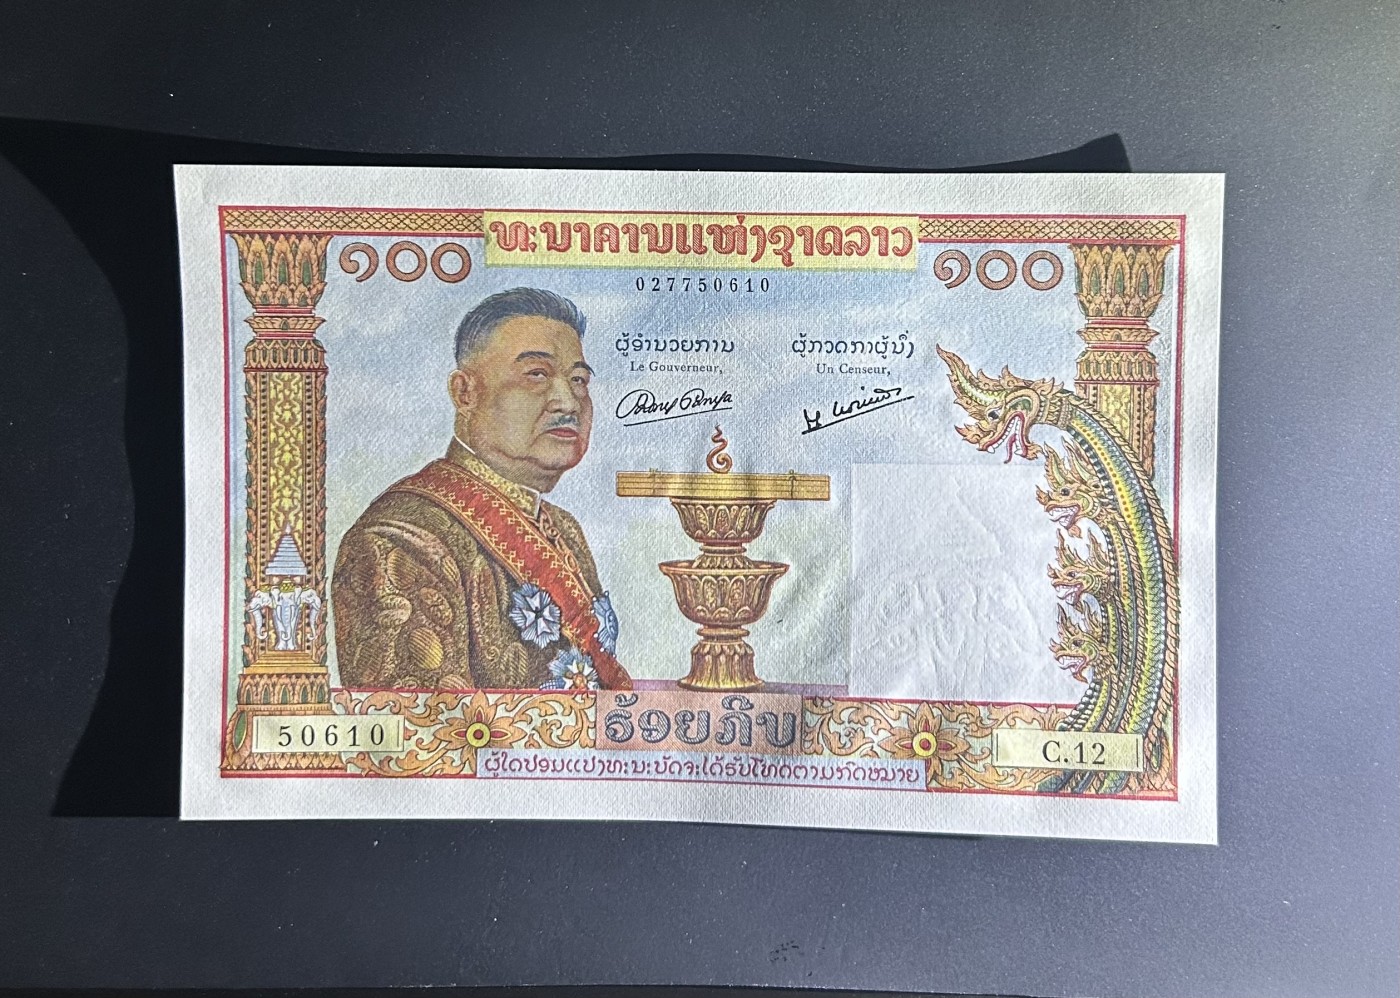 ທະນາຄານແຫ່ງຊາດລາວ
໑໐໐ ໑໐໐
027750610
ຜູ້ອຳນວຍການ ຜູ້ກວດກາຜູ້ນຶ່ງ
Le Gouverneur, Un Censeur,
ຮ້ອຍກີບ
50610 C.12
ຜູ້ໃດປອມແປງທະນະບັດຈະໄດ້ຮັບໂທດຕາມກົດໝາຍ